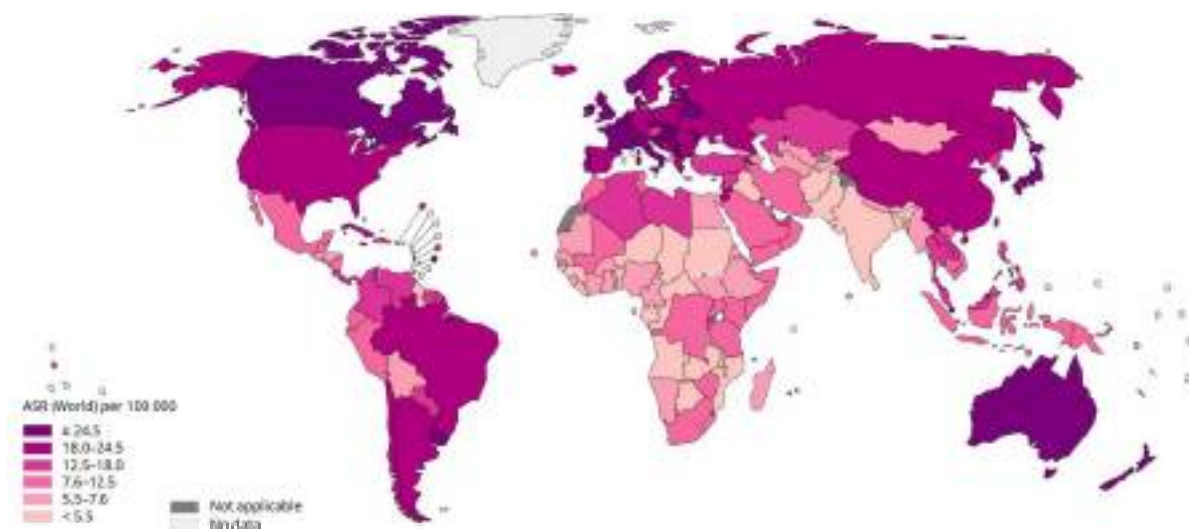 ASR (World) per 100 000
≥ 24.5
18.0–24.5
12.5–18.0
7.6–12.5
5.5–7.6
< 5.5
Not applicable
No data